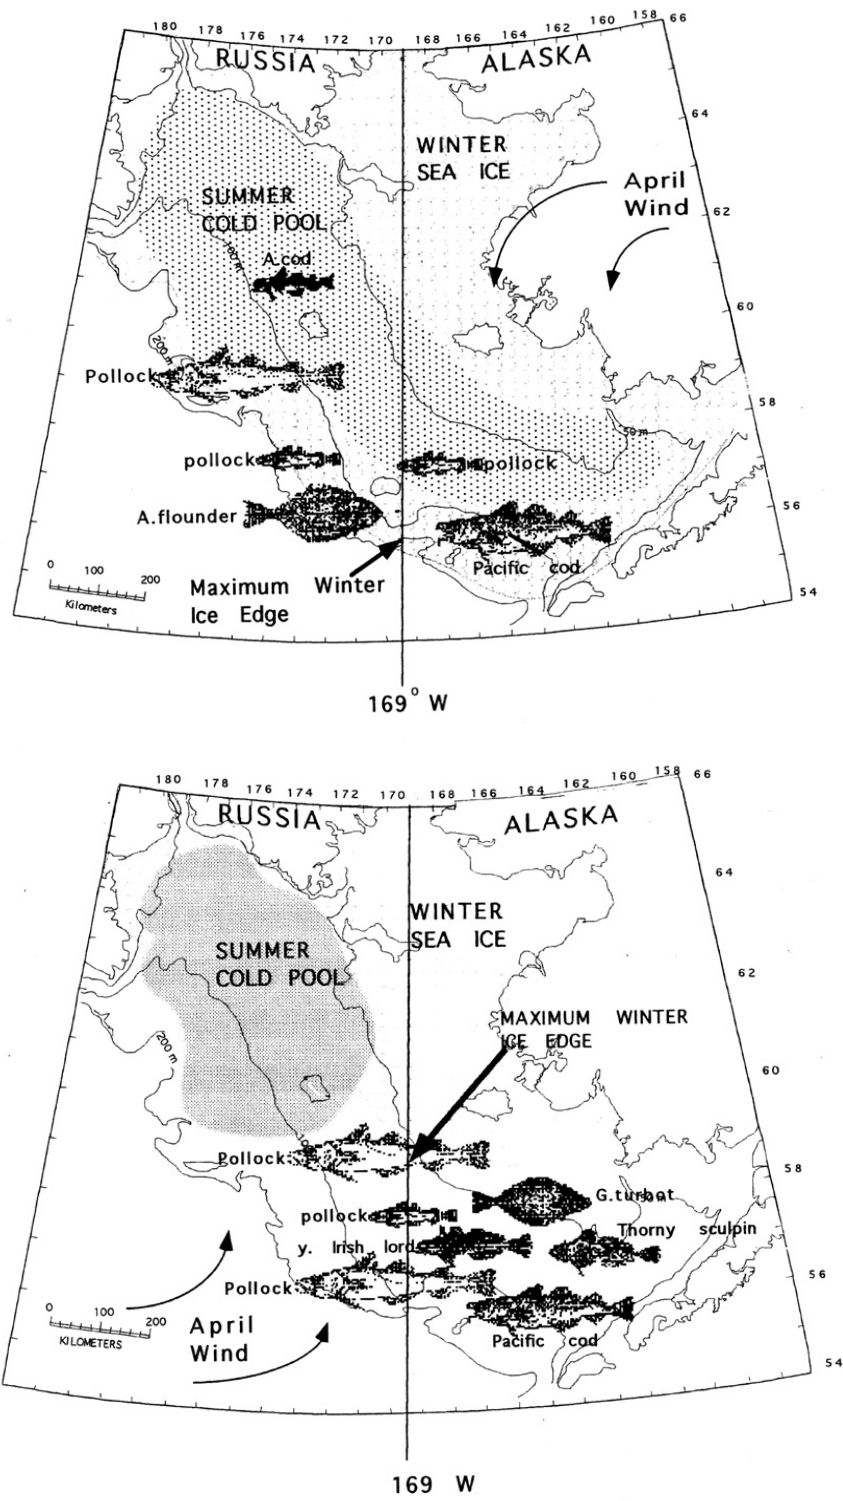 180 178 176 174 172 170 168 166 164 162 160 158 66
RUSSIA ALASKA
64
WINTER
SEA ICE
April
Wind
SUMMER
COLD POOL
62
100 m
A.cod
60
200 m
Pollock
58
50 m
pollock pollock
A.flounder
56
Pacific cod
0 100 200
Kilometers
Maximum Winter
Ice Edge
54
169° W
180 178 176 174 172 170 168 166 164 162 160 158 66
RUSSIA ALASKA
64
WINTER
SEA ICE
SUMMER
COLD POOL
62
MAXIMUM WINTER
ICE EDGE
200 m
60
Pollock
58
G.turbot
pollock
Thorny sculpin
y. Irish lord
Pollock
56
0 100 200
KILOMETERS
April
Wind
Pacific cod
54
169 W